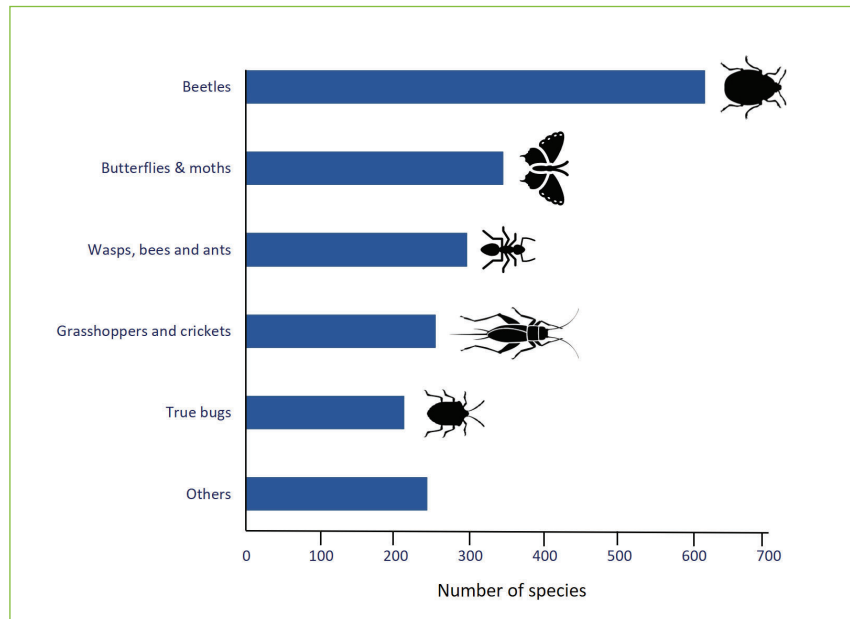 Beetles
Butterflies & moths
Wasps, bees and ants
Grasshoppers and crickets
True bugs
Others
0 100 200 300 400 500 600 700
Number of species